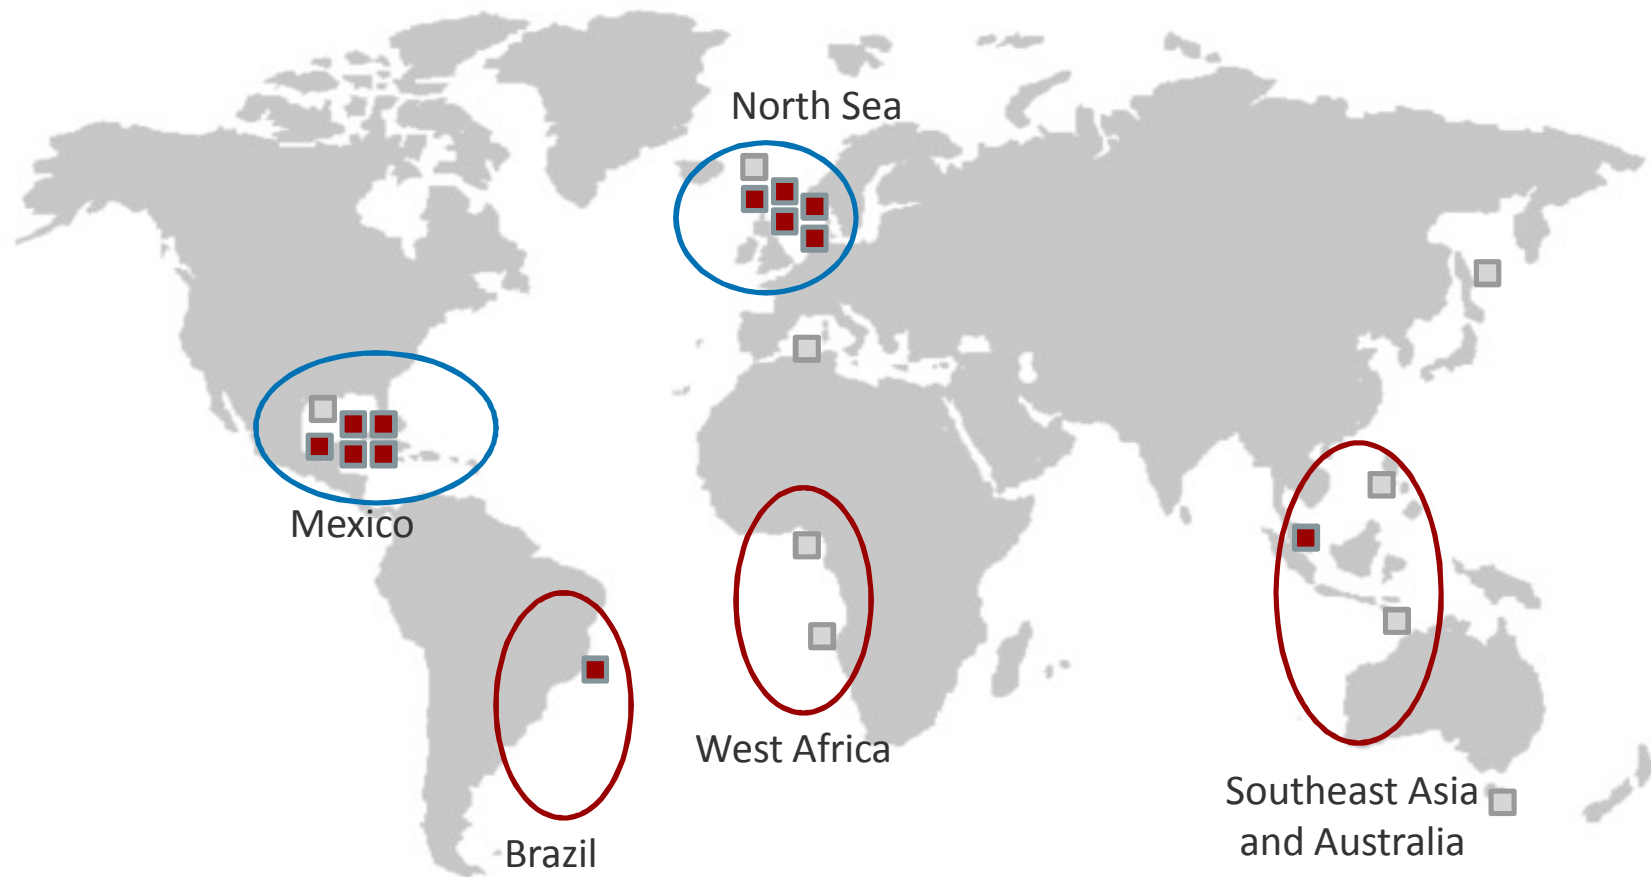 North Sea
Mexico
West Africa
Southeast Asia
and Australia
Brazil